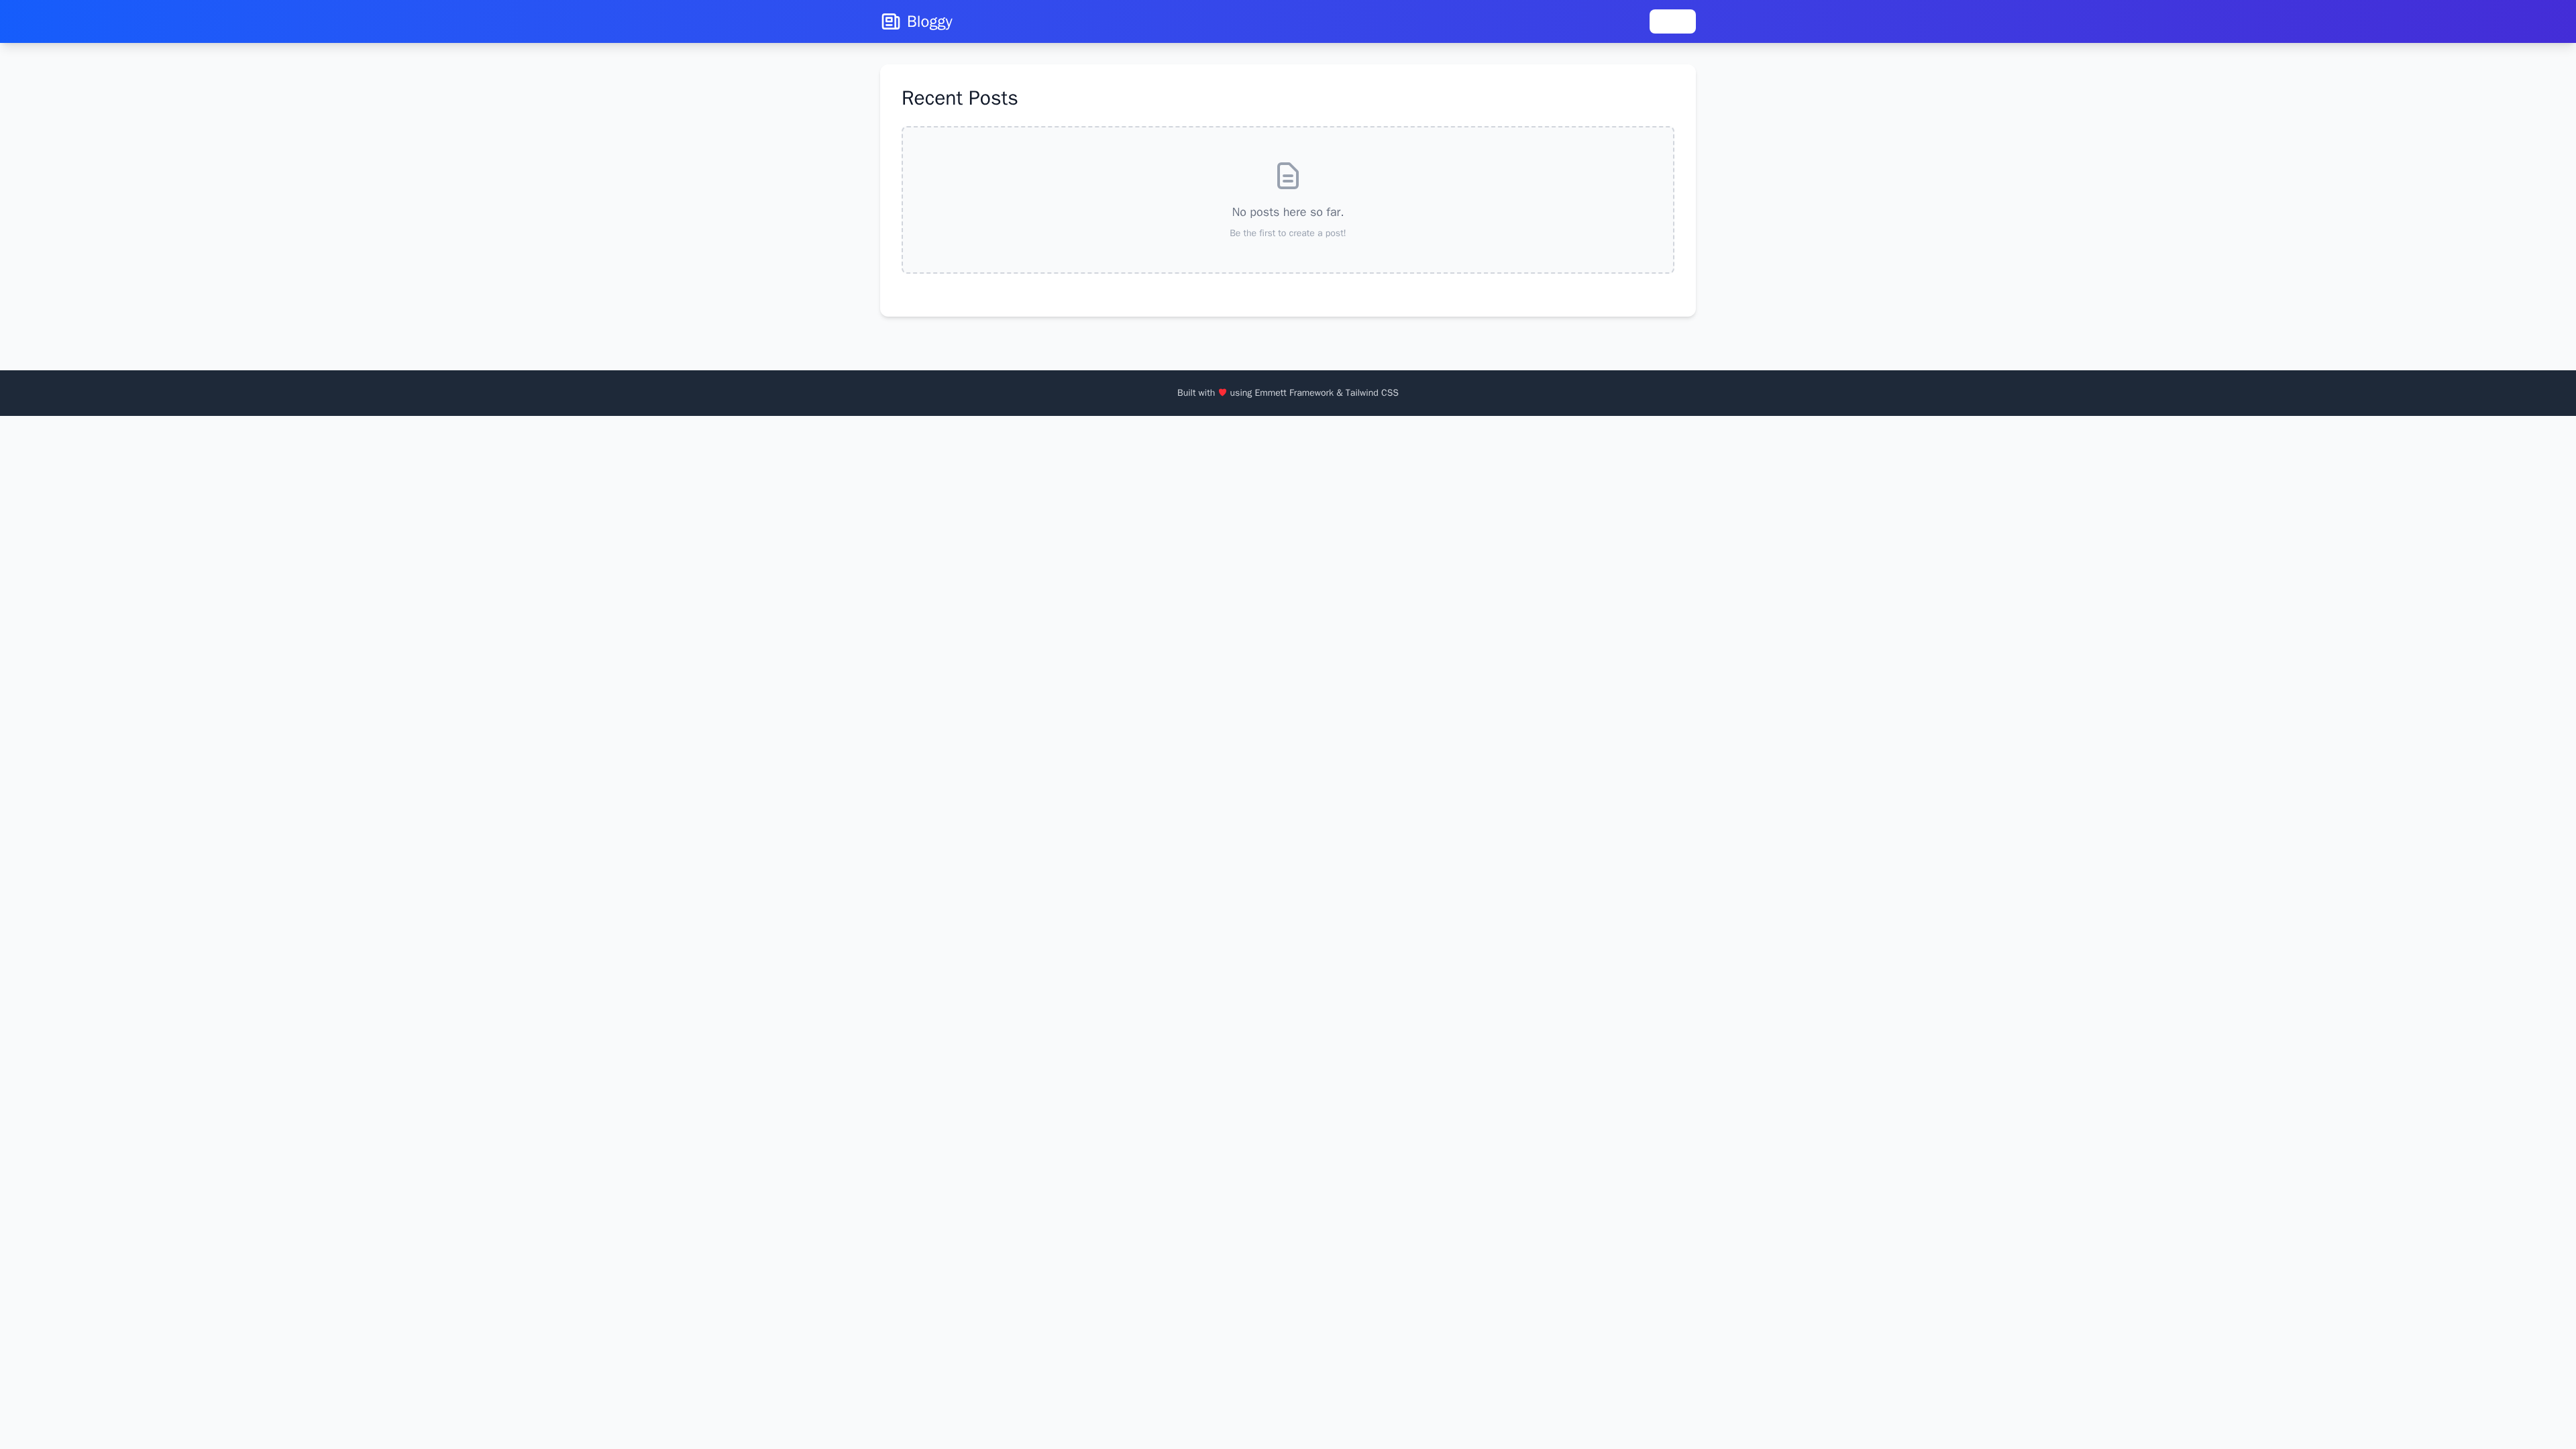 Bloggy
Recent Posts
No posts here so far.
Be the first to create a post!
Built with ♥ using Emmett Framework & Tailwind CSS